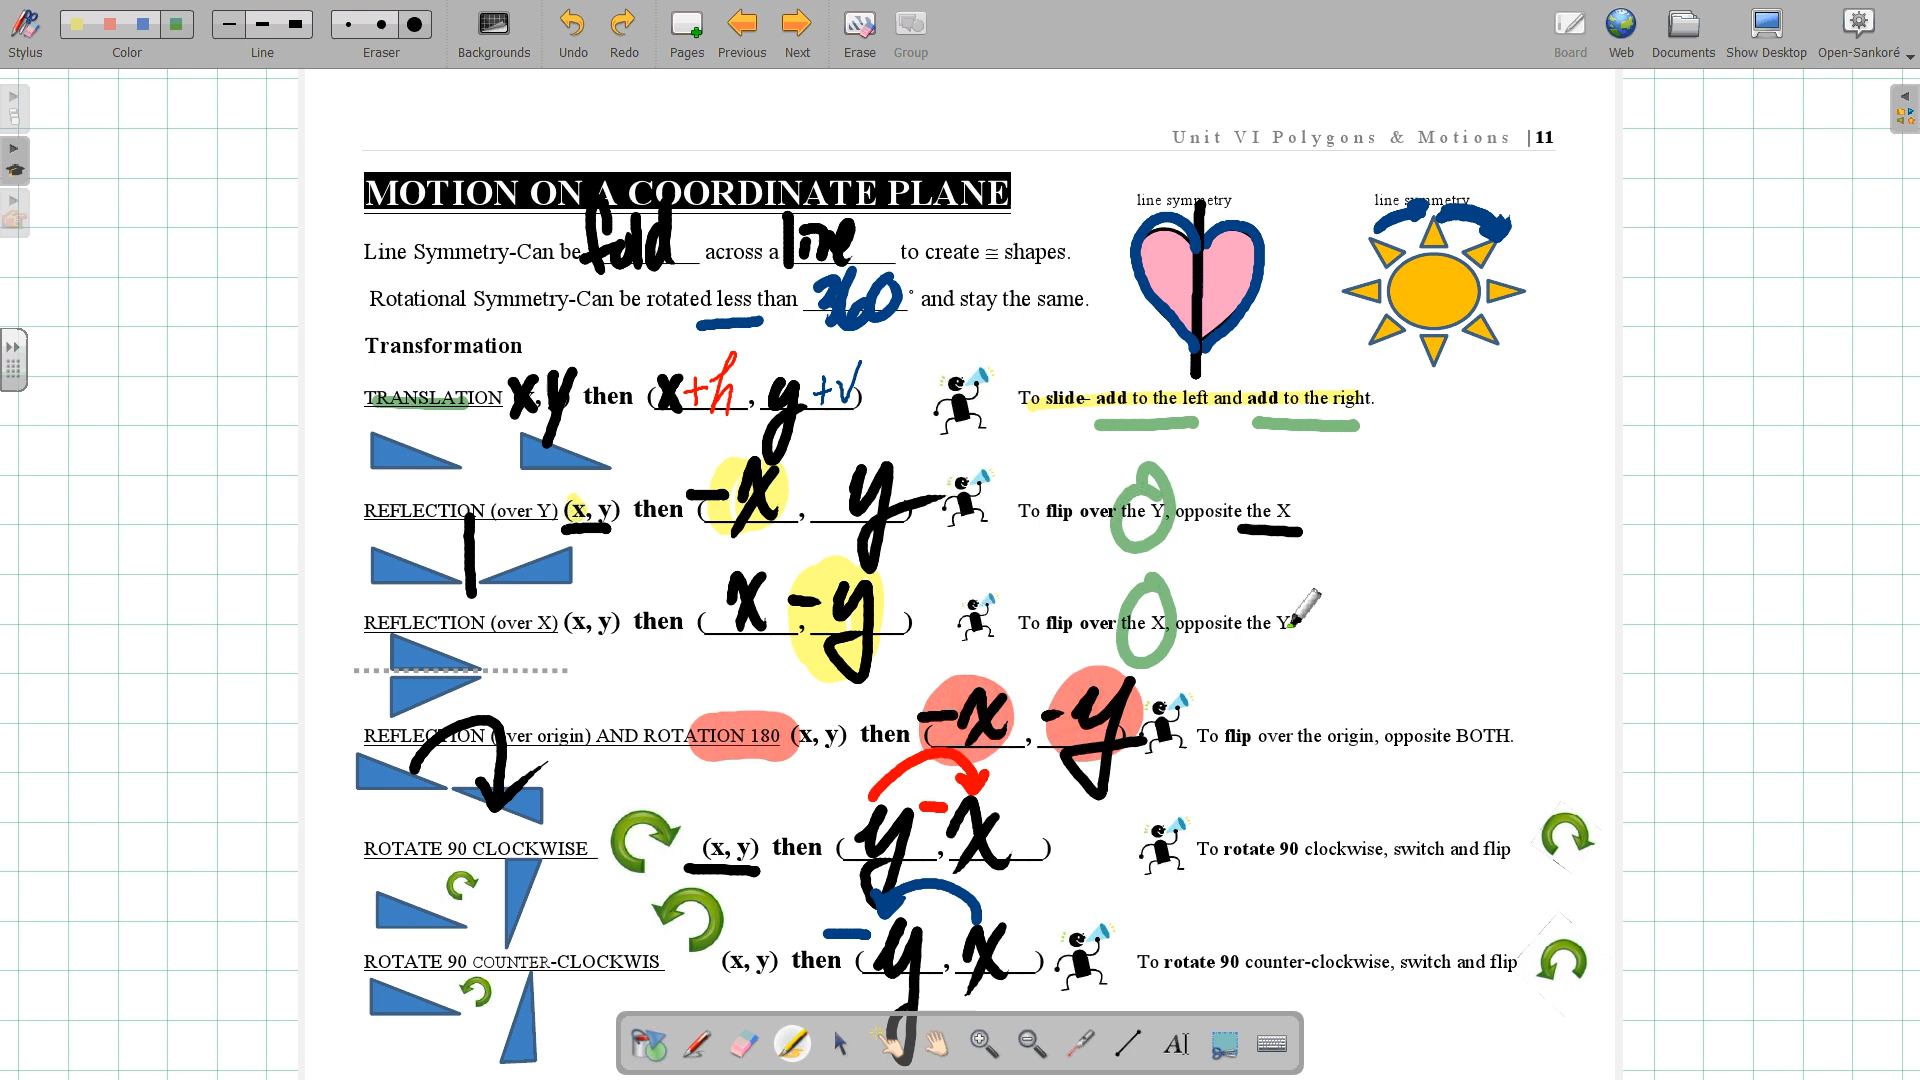 Stylus Color Line Eraser Backgrounds Undo Redo Pages Previous Next Erase Group Board Web Documents Show Desktop Open-Sankoré
Unit VI Polygons & Motions |11
MOTION ON A COORDINATE PLANE
line symmetry line symmetry
Line Symmetry-Can be fold across a line to create ≅ shapes.
Rotational Symmetry-Can be rotated less than 360° and stay the same.
Transformation
TRANSLATION x, y then (x+h, y+v) To slide– add to the left and add to the right.
REFLECTION (over Y) (x, y) then (-x, y) To flip over the Y, opposite the X
REFLECTION (over X) (x, y) then (x, -y) To flip over the X, opposite the Y
REFLECTION (over origin) AND ROTATION 180 (x, y) then (-x, -y) To flip over the origin, opposite BOTH.
ROTATE 90 CLOCKWISE (x, y) then (y, -x) To rotate 90 clockwise, switch and flip
ROTATE 90 COUNTER-CLOCKWIS (x, y) then (-y, x) To rotate 90 counter-clockwise, switch and flip